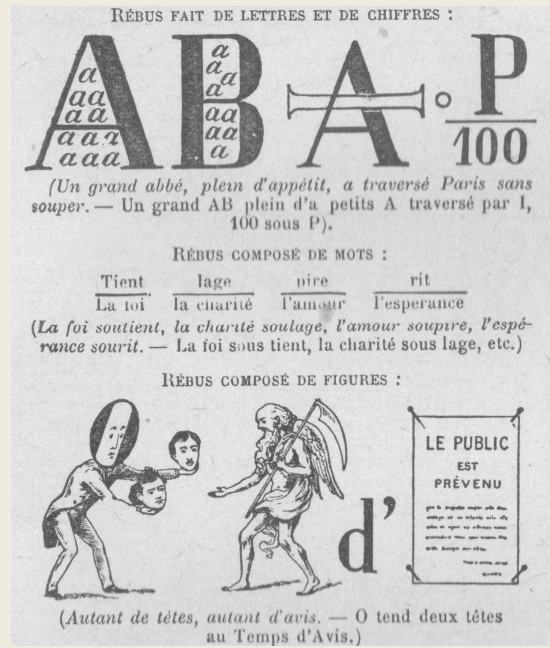 RÉBUS FAIT DE LETTRES ET DE CHIFFRES :
a a
a a a
a a a a
a a a a a
a a a a a
a a a a
A B A o P
100
(Un grand abbé, plein d'appétit, a traversé Paris sans
souper. — Un grand AB plein d'a petits A traversé par I,
100 sous P).
RÉBUS COMPOSÉ DE MOTS :
Tient lage pire rit
La foi la charité l'amour l'esperance
(La foi soutient, la charité soulage, l'amour soupire, l'espé-
rance sourit. — La foi sous tient, la charité sous lage, etc.)
RÉBUS COMPOSÉ DE FIGURES :
d'
LE PUBLIC
EST
PRÉVENU
(Autant de têtes, autant d'avis. — O tend deux têtes
au Temps d'Avis.)